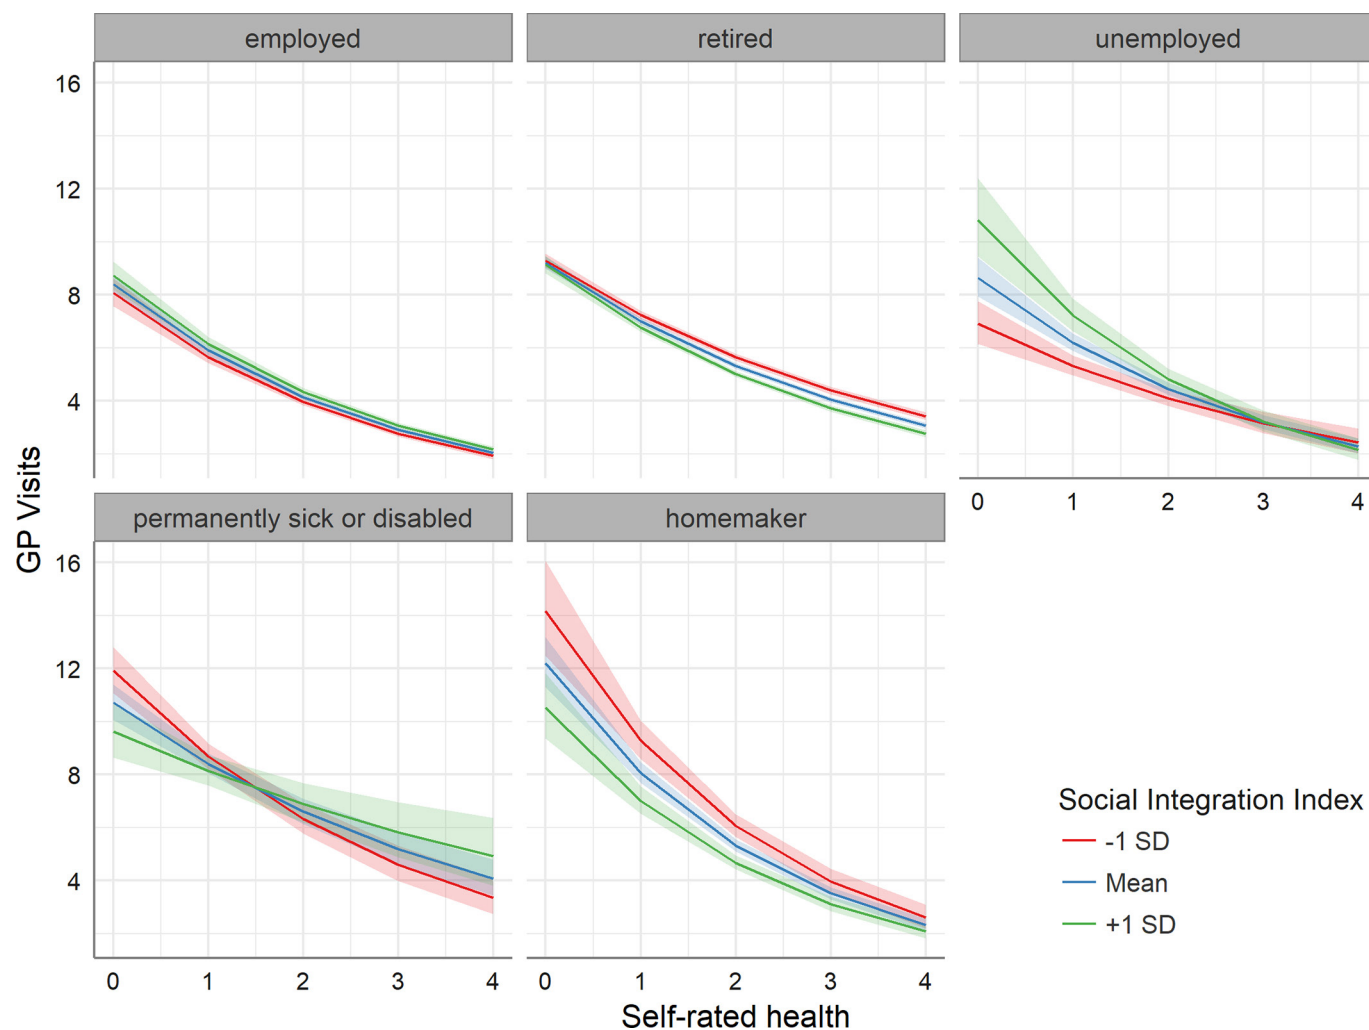 employed
retired
unemployed
16
12
8
4
0 1 2 3 4
permanently sick or disabled
homemaker
16
12
8
4
0 1 2 3 4
0 1 2 3 4
GP Visits
Self-rated health
Social Integration Index
-1 SD
Mean
+1 SD